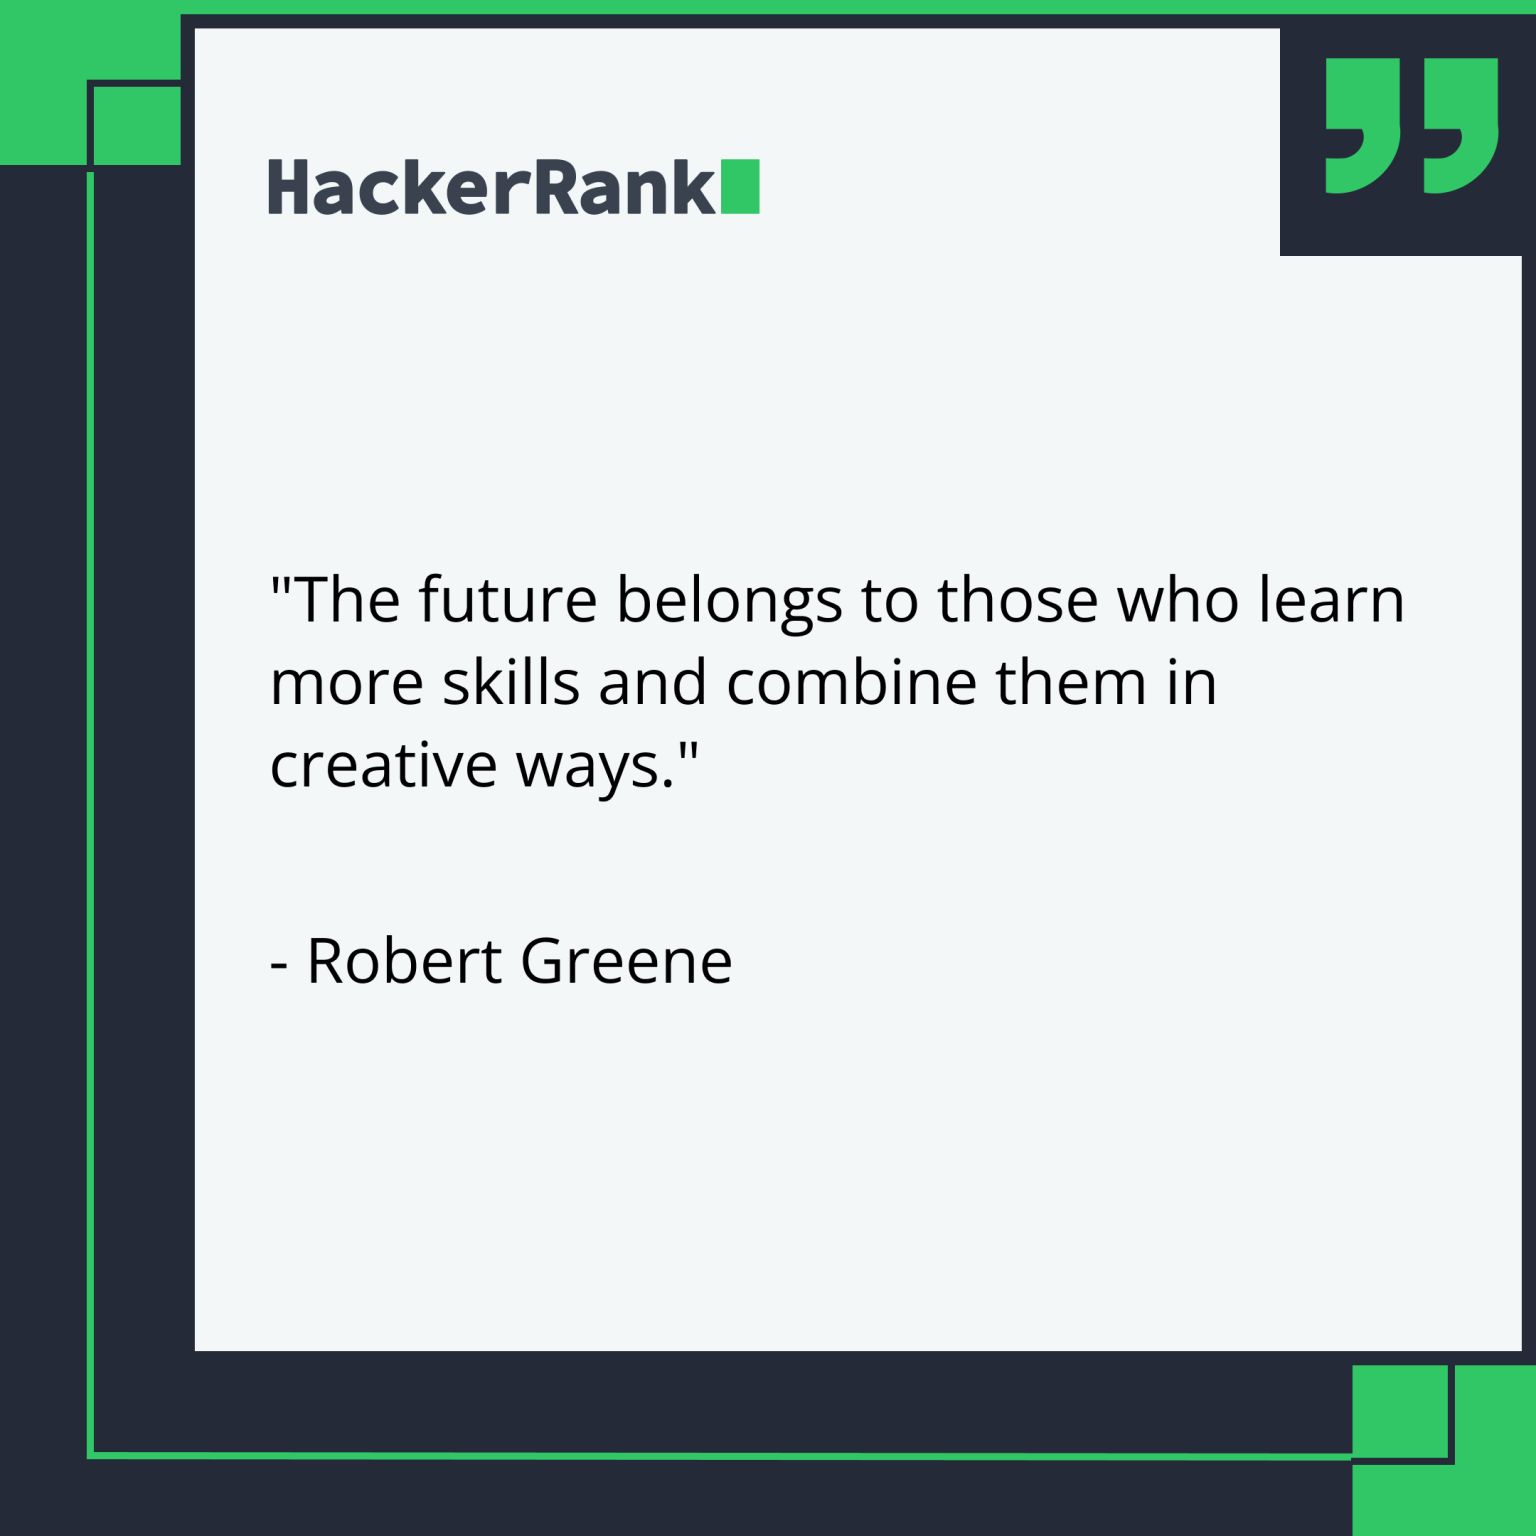 HackerRank
"The future belongs to those who learn
more skills and combine them in
creative ways."
- Robert Greene